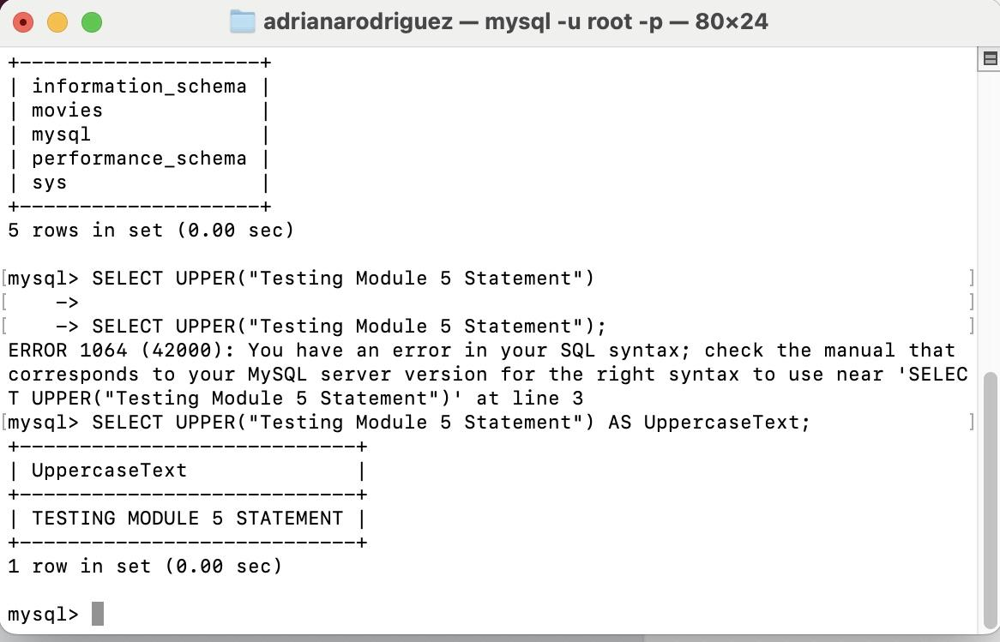 adrianarodriguez — mysql -u root -p — 80×24
+--------------------+
| information_schema |
| movies             |
| mysql              |
| performance_schema |
| sys                |
+--------------------+
5 rows in set (0.00 sec)

[mysql> SELECT UPPER("Testing Module 5 Statement")                              ]
[    ->                                                                         ]
[    -> SELECT UPPER("Testing Module 5 Statement");                             ]
ERROR 1064 (42000): You have an error in your SQL syntax; check the manual that
corresponds to your MySQL server version for the right syntax to use near 'SELEC
T UPPER("Testing Module 5 Statement")' at line 3
[mysql> SELECT UPPER("Testing Module 5 Statement") AS UppercaseText;            ]
+----------------------------+
| UppercaseText              |
+----------------------------+
| TESTING MODULE 5 STATEMENT |
+----------------------------+
1 row in set (0.00 sec)

mysql>